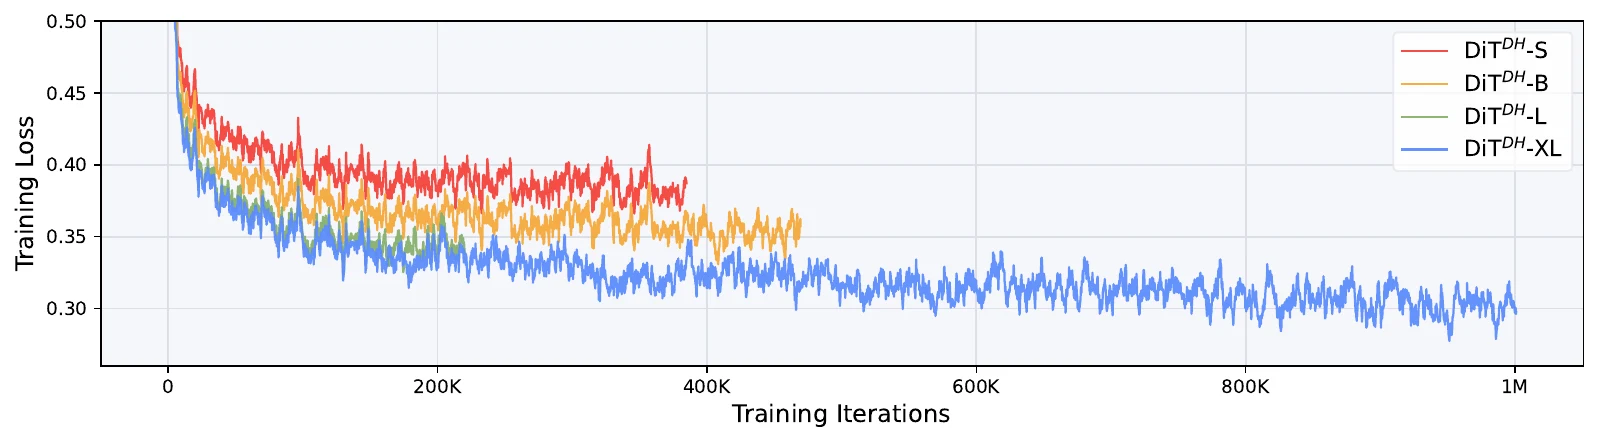 0.50
0.45
0.40
0.35
0.30
Training Loss
DiT^DH-S
DiT^DH-B
DiT^DH-L
DiT^DH-XL
0
200K
400K
600K
800K
1M
Training Iterations